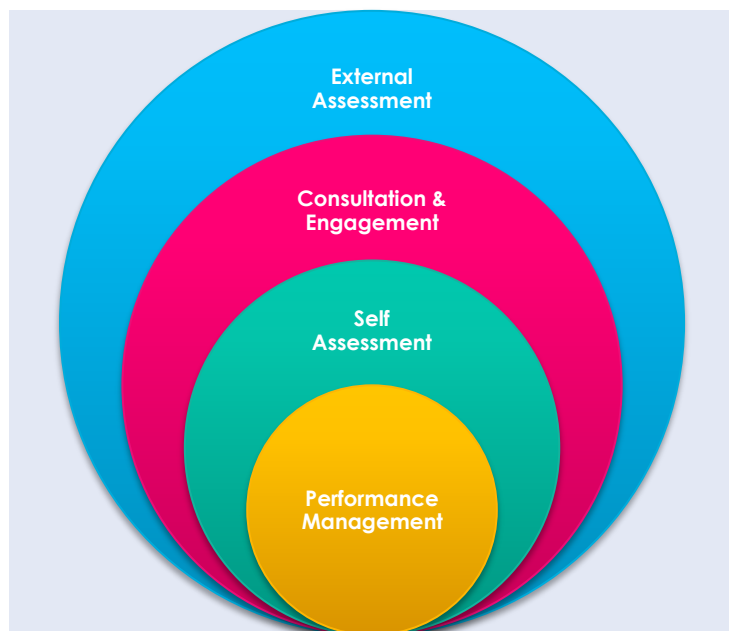 External
Assessment
Consultation &
Engagement
Self
Assessment
Performance
Management